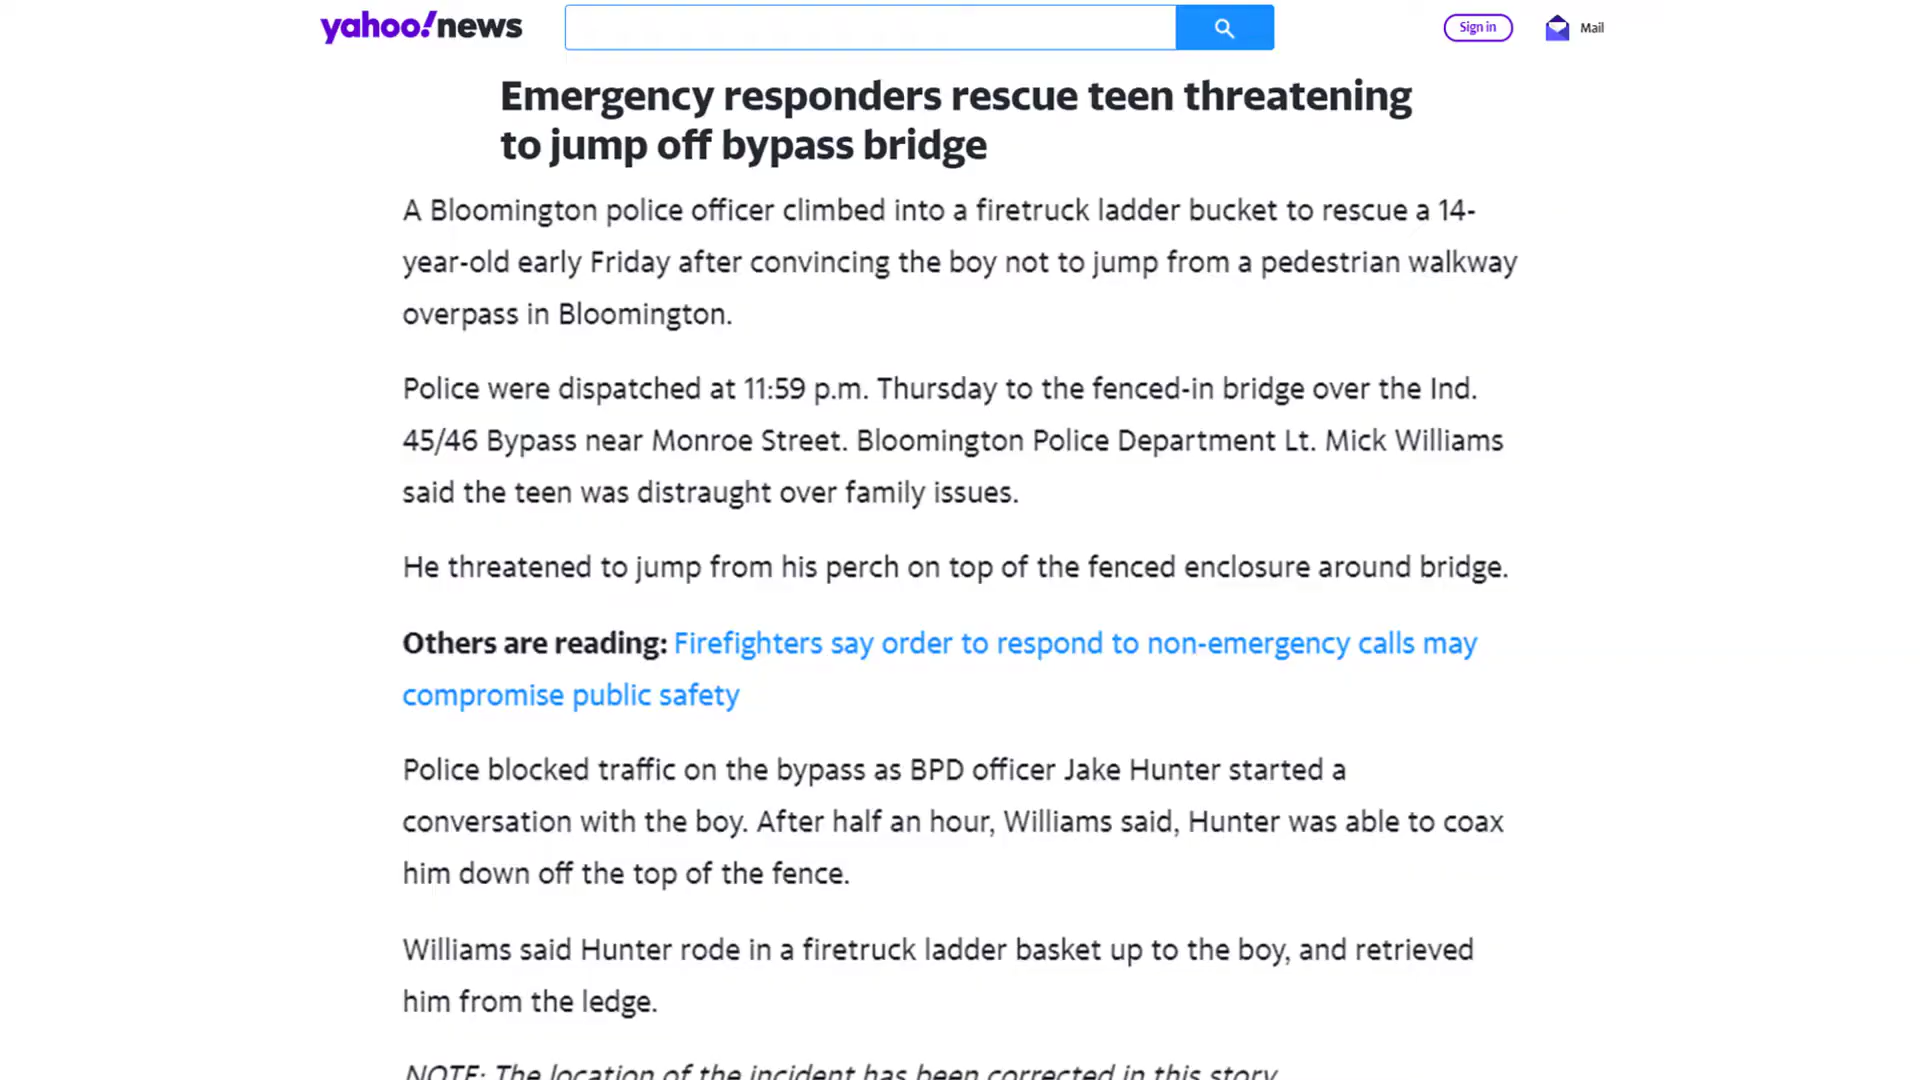 yahoo!news
Sign in
Mail
Emergency responders rescue teen threatening
to jump off bypass bridge
A Bloomington police officer climbed into a firetruck ladder bucket to rescue a 14-
year-old early Friday after convincing the boy not to jump from a pedestrian walkway
overpass in Bloomington.
Police were dispatched at 11:59 p.m. Thursday to the fenced-in bridge over the Ind.
45/46 Bypass near Monroe Street. Bloomington Police Department Lt. Mick Williams
said the teen was distraught over family issues.
He threatened to jump from his perch on top of the fenced enclosure around bridge.
Others are reading: Firefighters say order to respond to non-emergency calls may
compromise public safety
Police blocked traffic on the bypass as BPD officer Jake Hunter started a
conversation with the boy. After half an hour, Williams said, Hunter was able to coax
him down off the top of the fence.
Williams said Hunter rode in a firetruck ladder basket up to the boy, and retrieved
him from the ledge.
NOTE: The location of the incident has been corrected in this story.